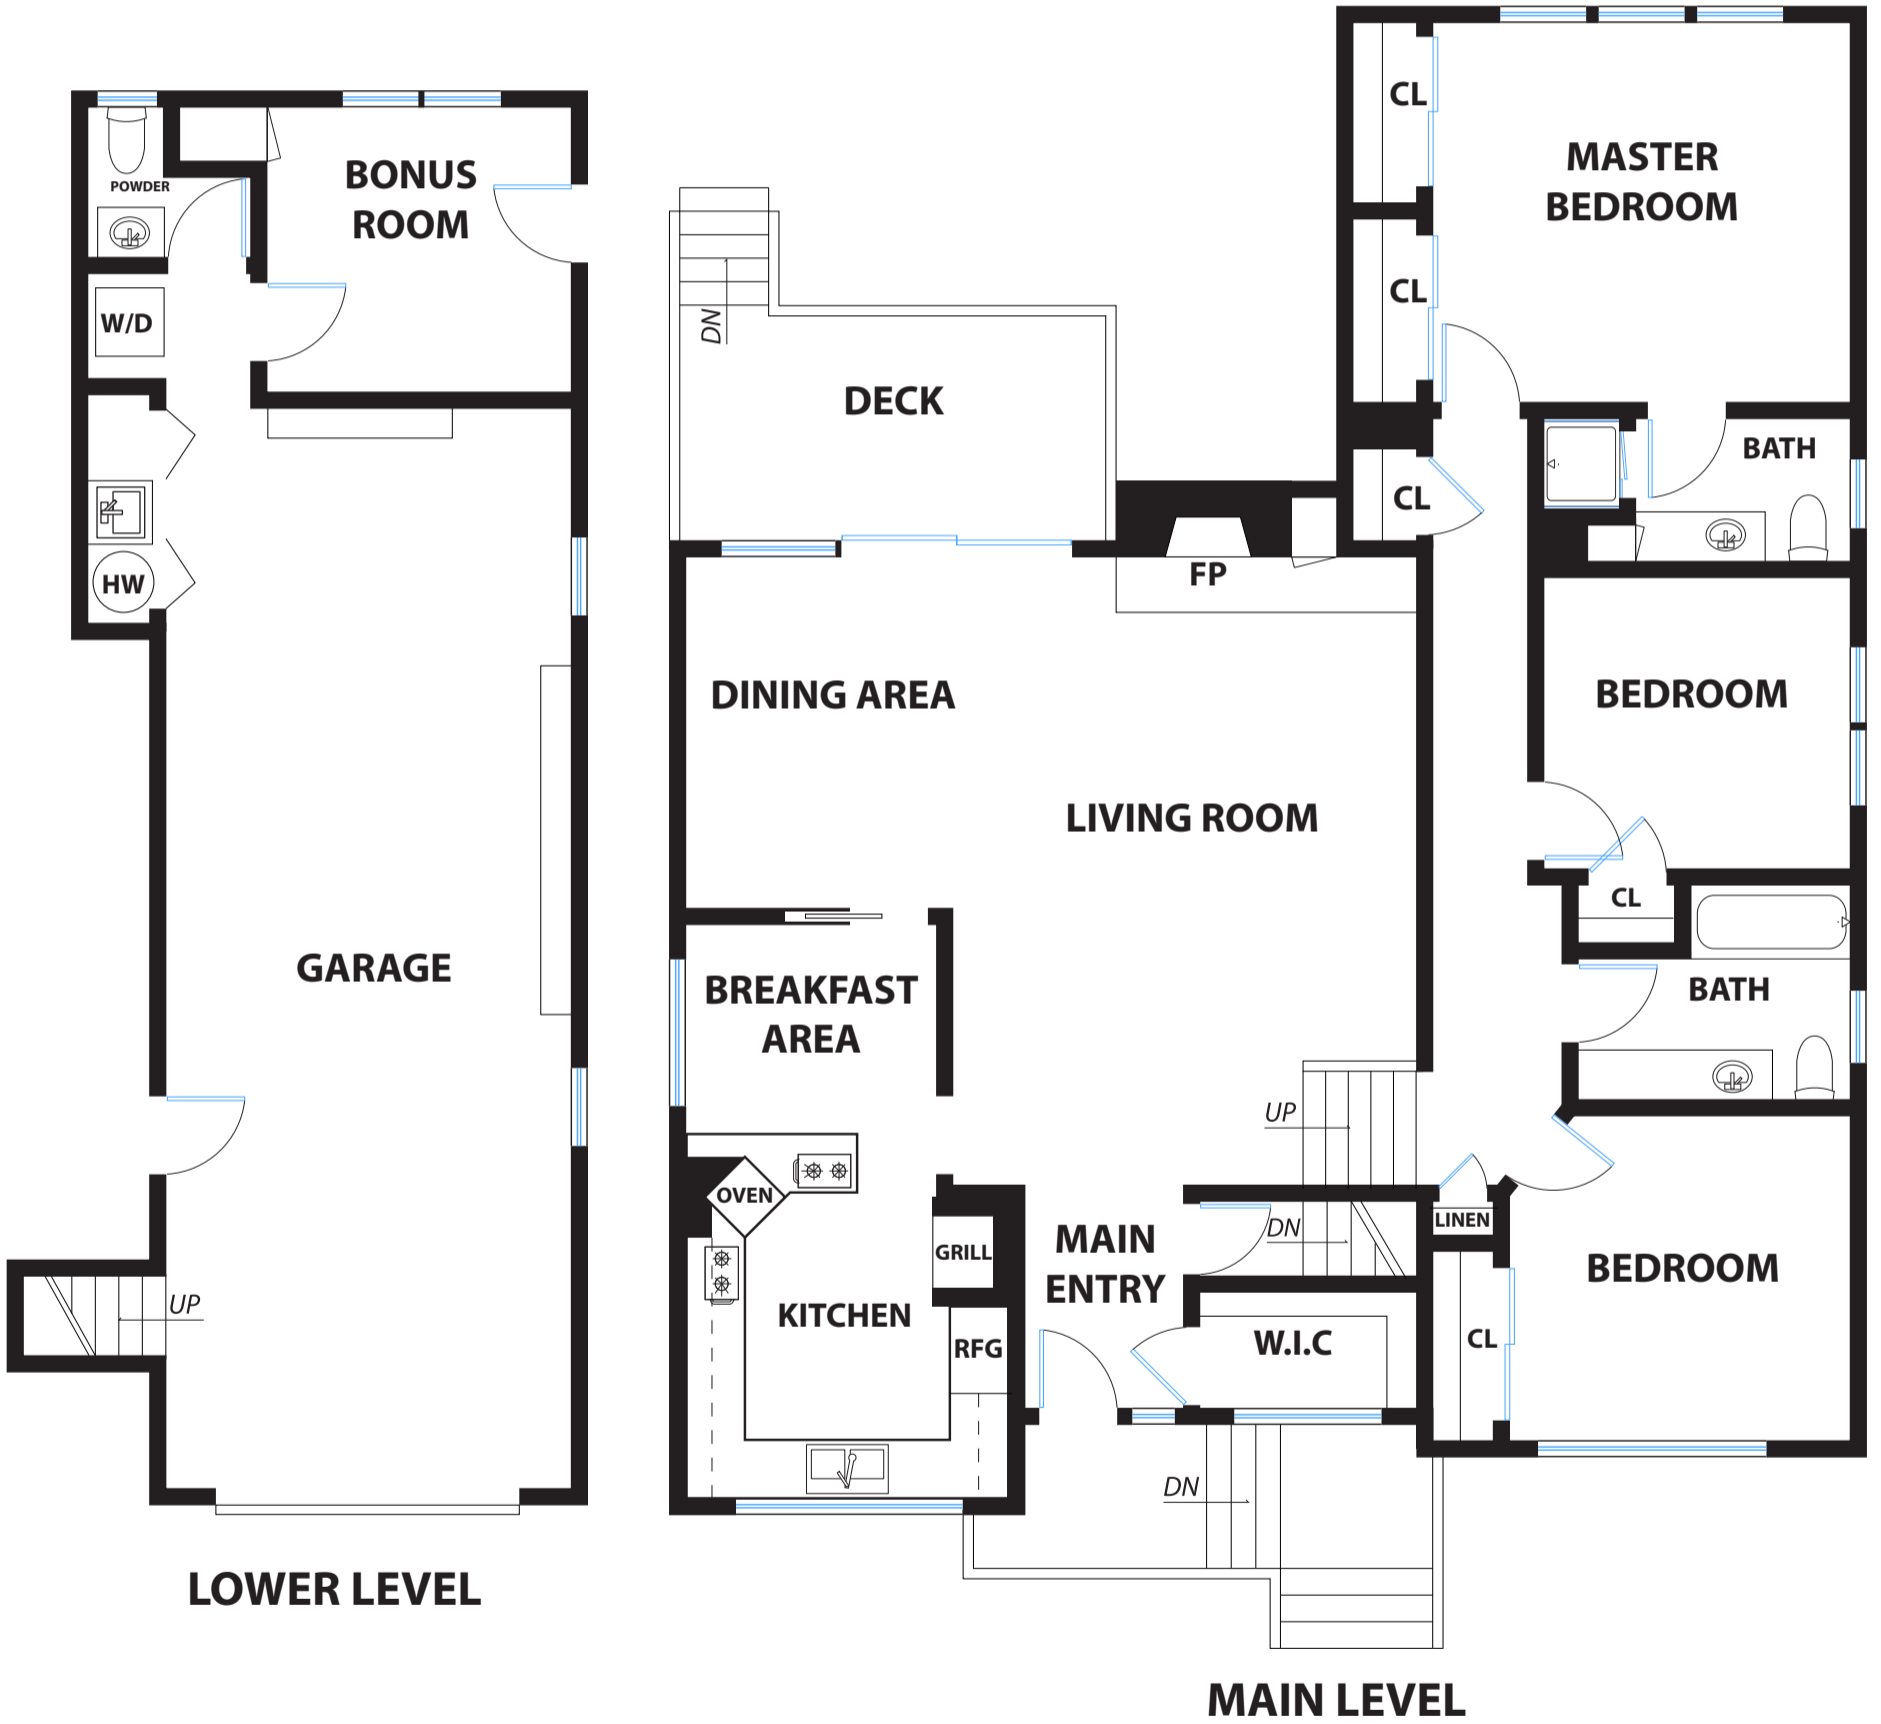 POWDER
BONUS
ROOM
W/D
HW
GARAGE
UP
LOWER LEVEL
CL
MASTER
BEDROOM
CL
DN
DECK
CL
BATH
FP
DINING AREA
BEDROOM
LIVING ROOM
CL
BREAKFAST
AREA
BATH
UP
OVEN
LINEN
DN
GRILL
MAIN
ENTRY
BEDROOM
KITCHEN
RFG
W.I.C
CL
DN
MAIN LEVEL